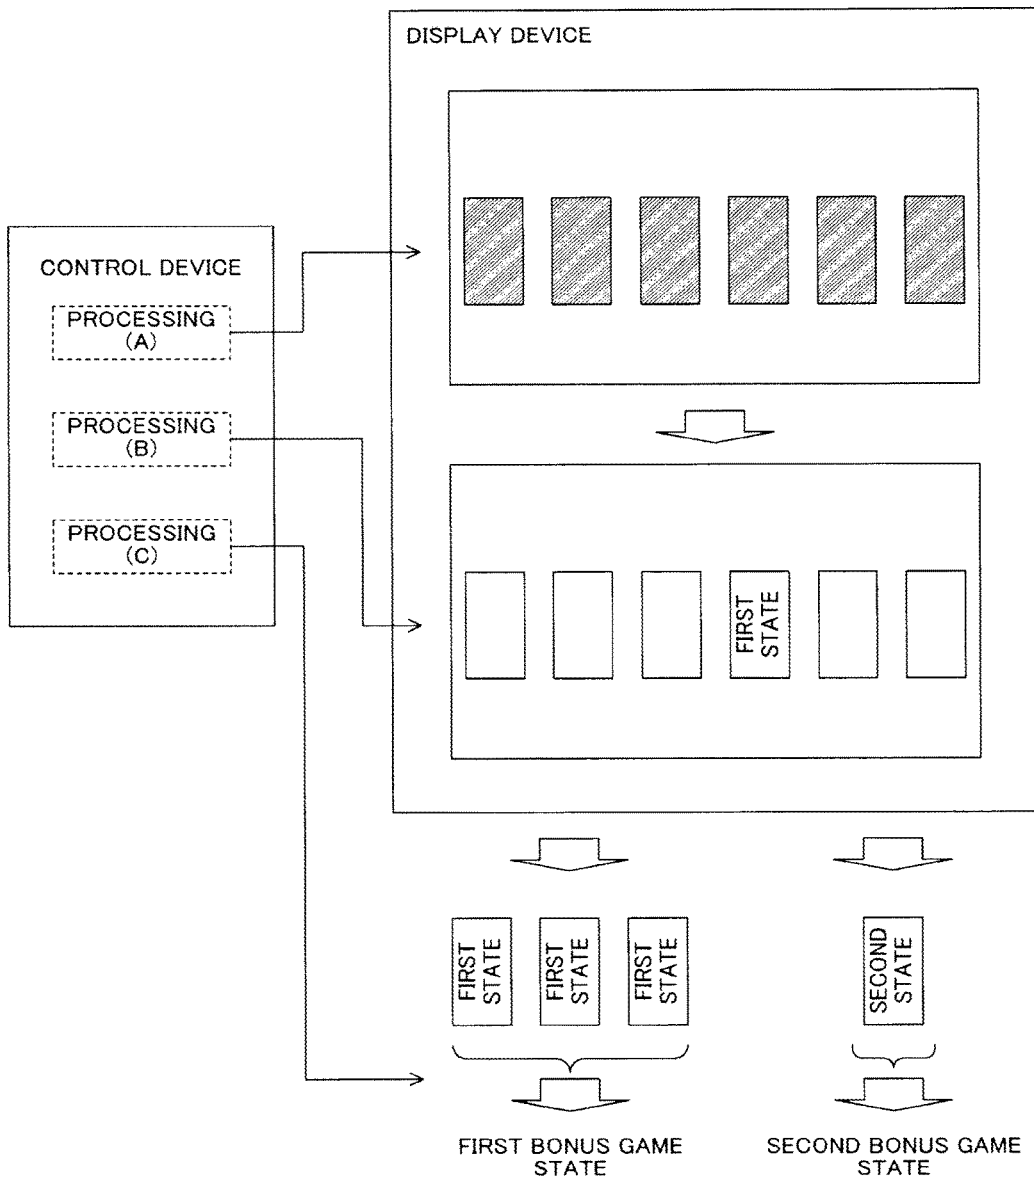 DISPLAY DEVICE
CONTROL DEVICE
PROCESSING
(A)
PROCESSING
(B)
PROCESSING
(C)
FIRST
STATE
FIRST
STATE
FIRST
STATE
FIRST
STATE
SECOND
STATE
FIRST BONUS GAME
STATE
SECOND BONUS GAME
STATE